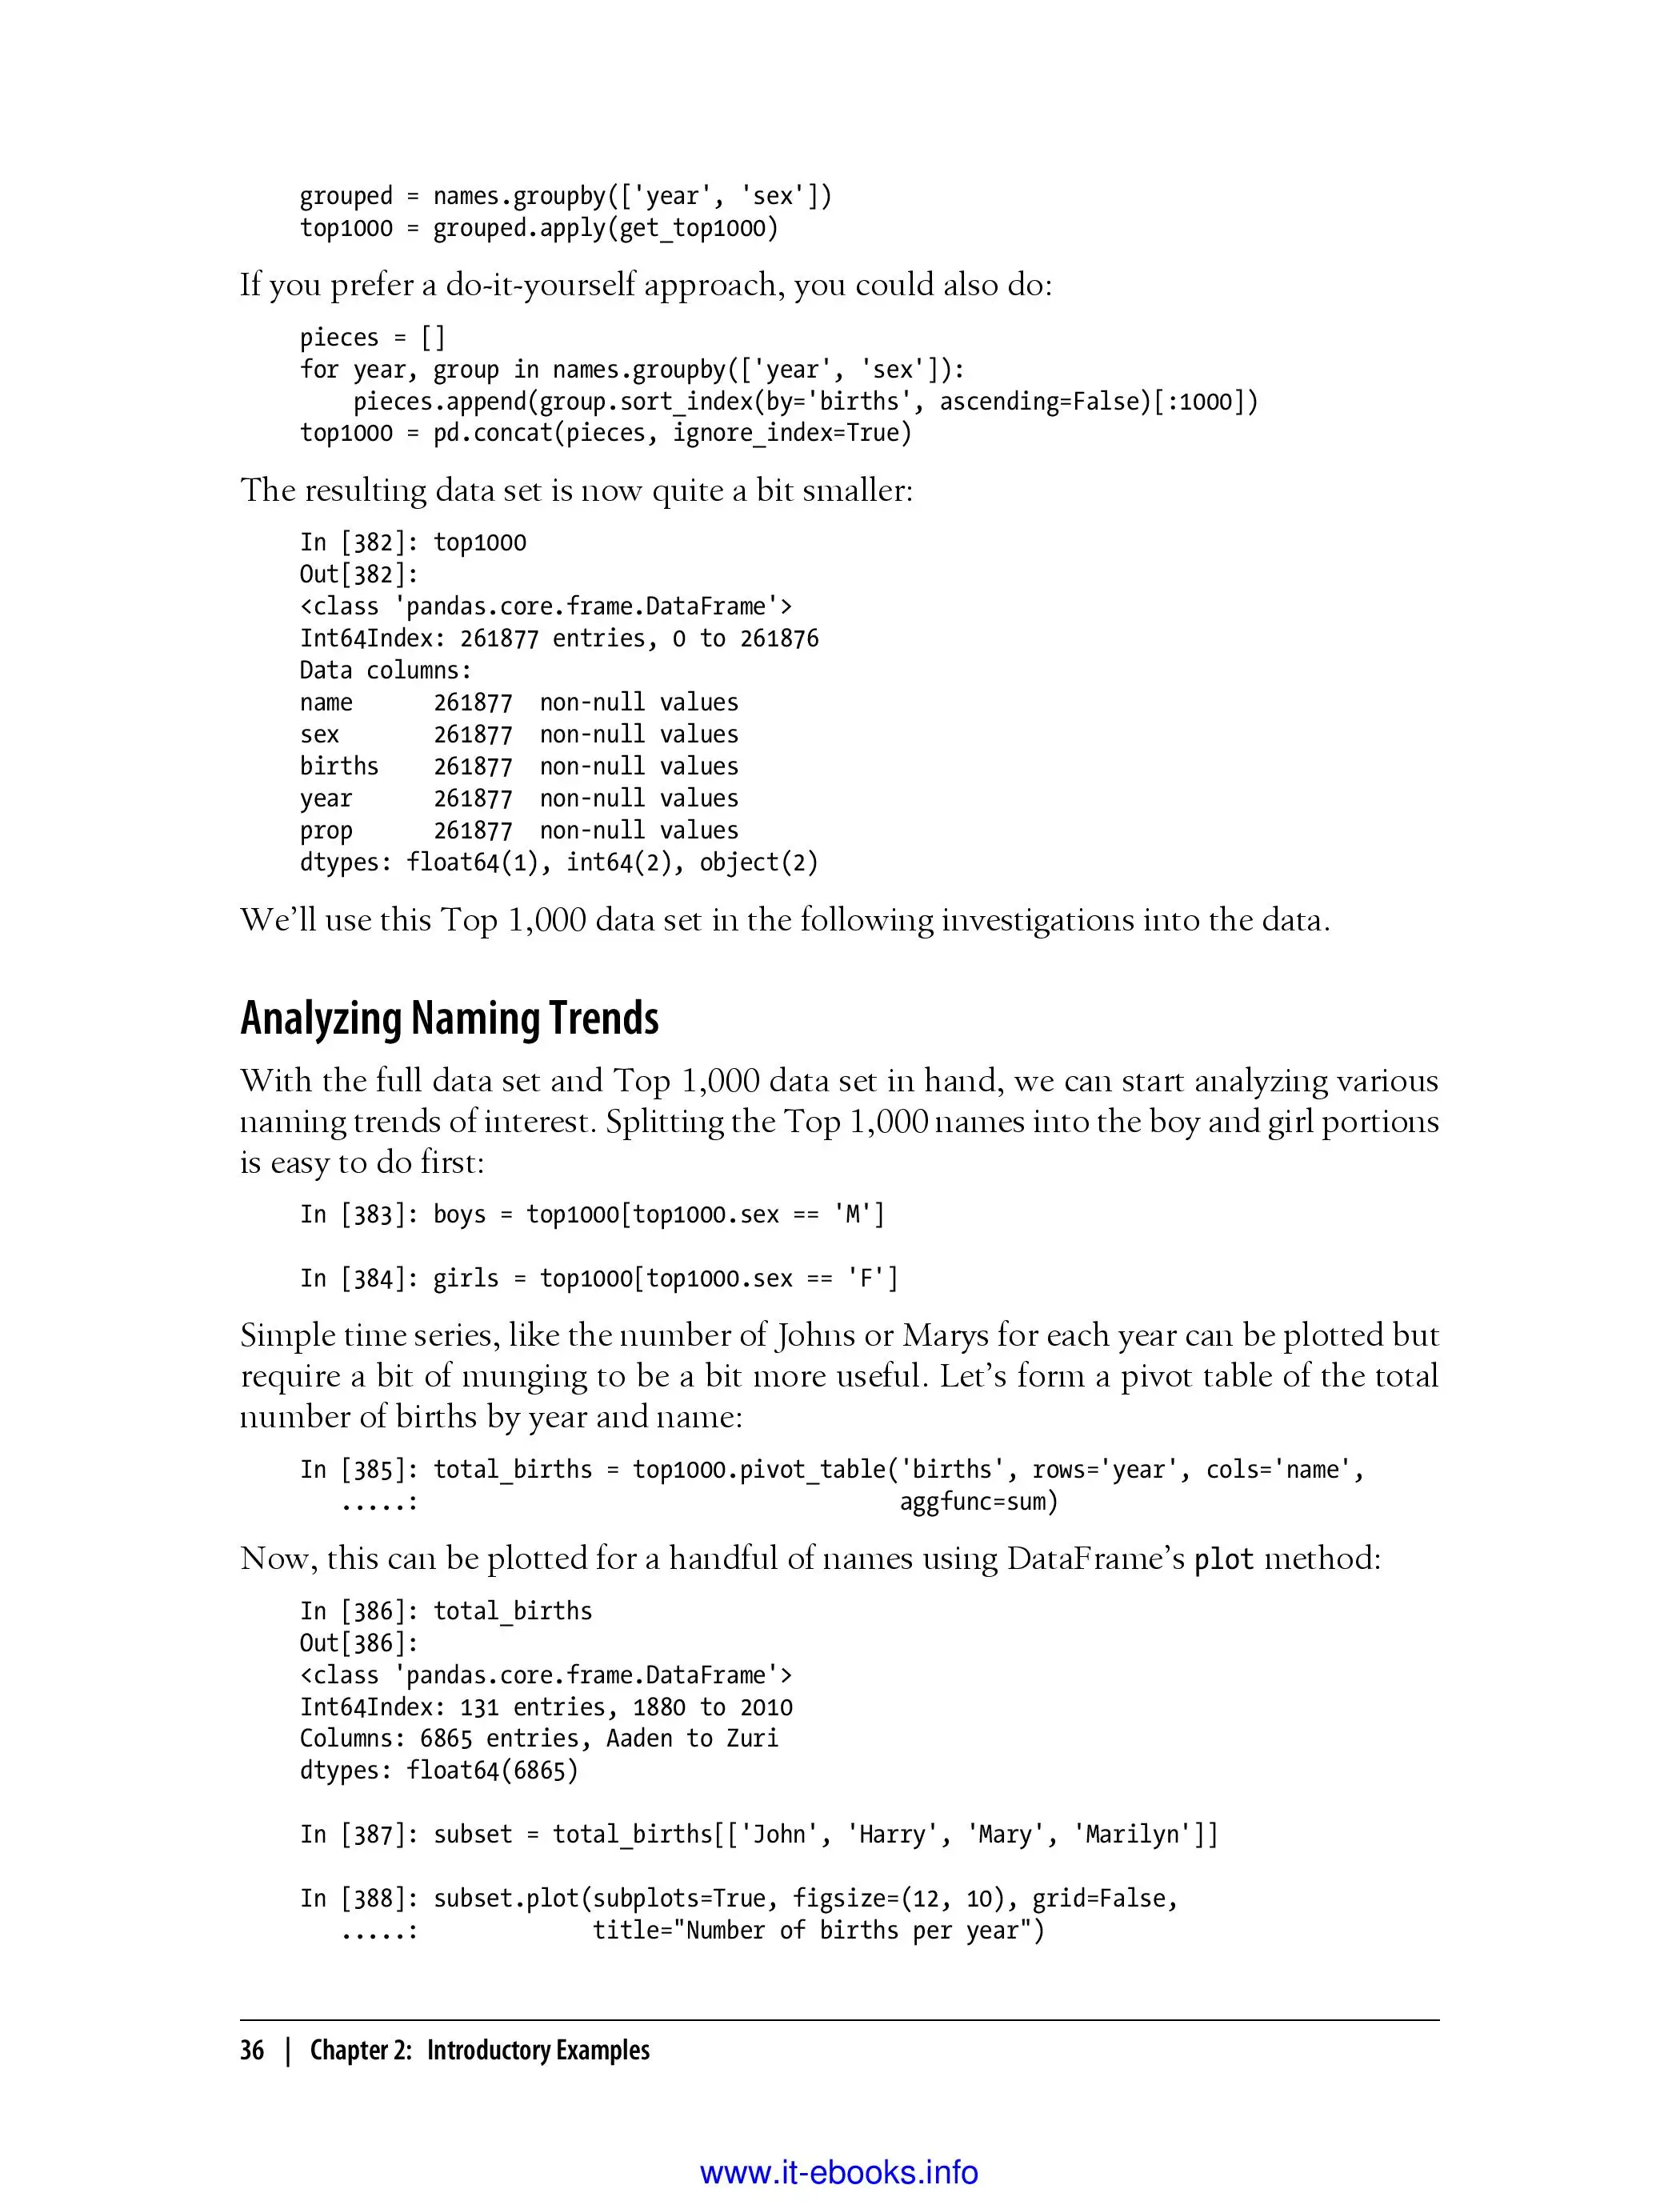 grouped = names.groupby(['year', 'sex'])
top1000 = grouped.apply(get_top1000)
If you prefer a do-it-yourself approach, you could also do:
pieces = []
for year, group in names.groupby(['year', 'sex']):
    pieces.append(group.sort_index(by='births', ascending=False)[:1000])
top1000 = pd.concat(pieces, ignore_index=True)
The resulting data set is now quite a bit smaller:
In [382]: top1000
Out[382]:
<class 'pandas.core.frame.DataFrame'>
Int64Index: 261877 entries, 0 to 261876
Data columns:
name      261877  non-null values
sex       261877  non-null values
births    261877  non-null values
year      261877  non-null values
prop      261877  non-null values
dtypes: float64(1), int64(2), object(2)
We’ll use this Top 1,000 data set in the following investigations into the data.
Analyzing Naming Trends
With the full data set and Top 1,000 data set in hand, we can start analyzing various
naming trends of interest. Splitting the Top 1,000 names into the boy and girl portions
is easy to do first:
In [383]: boys = top1000[top1000.sex == 'M']
In [384]: girls = top1000[top1000.sex == 'F']
Simple time series, like the number of Johns or Marys for each year can be plotted but
require a bit of munging to be a bit more useful. Let’s form a pivot table of the total
number of births by year and name:
In [385]: total_births = top1000.pivot_table('births', rows='year', cols='name',
   .....:                                    aggfunc=sum)
Now, this can be plotted for a handful of names using DataFrame’s plot method:
In [386]: total_births
Out[386]:
<class 'pandas.core.frame.DataFrame'>
Int64Index: 131 entries, 1880 to 2010
Columns: 6865 entries, Aaden to Zuri
dtypes: float64(6865)
In [387]: subset = total_births[['John', 'Harry', 'Mary', 'Marilyn']]
In [388]: subset.plot(subplots=True, figsize=(12, 10), grid=False,
   .....:             title="Number of births per year")
36 | Chapter 2: Introductory Examples
www.it-ebooks.info